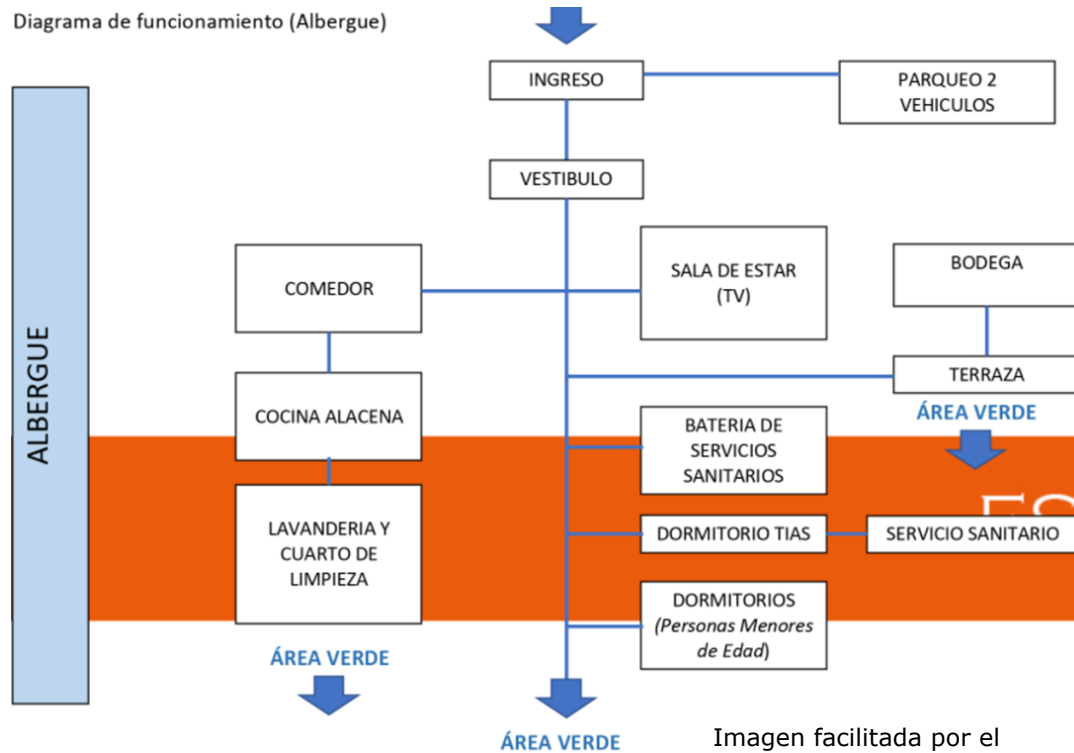 Diagrama de funcionamiento (Albergue)
INGRESO
PARQUEO 2
VEHICULOS
VESTIBULO
ALBERGUE
COMEDOR
SALA DE ESTAR
(TV)
BODEGA
TERRAZA
ÁREA VERDE
COCINA ALACENA
BATERIA DE
SERVICIOS
SANITARIOS
LAVANDERIA Y
CUARTO DE
LIMPIEZA
DORMITORIO TIAS
SERVICIO SANITARIO
DORMITORIOS
(Personas Menores
de Edad)
ÁREA VERDE
ÁREA VERDE
Imagen facilitada por el